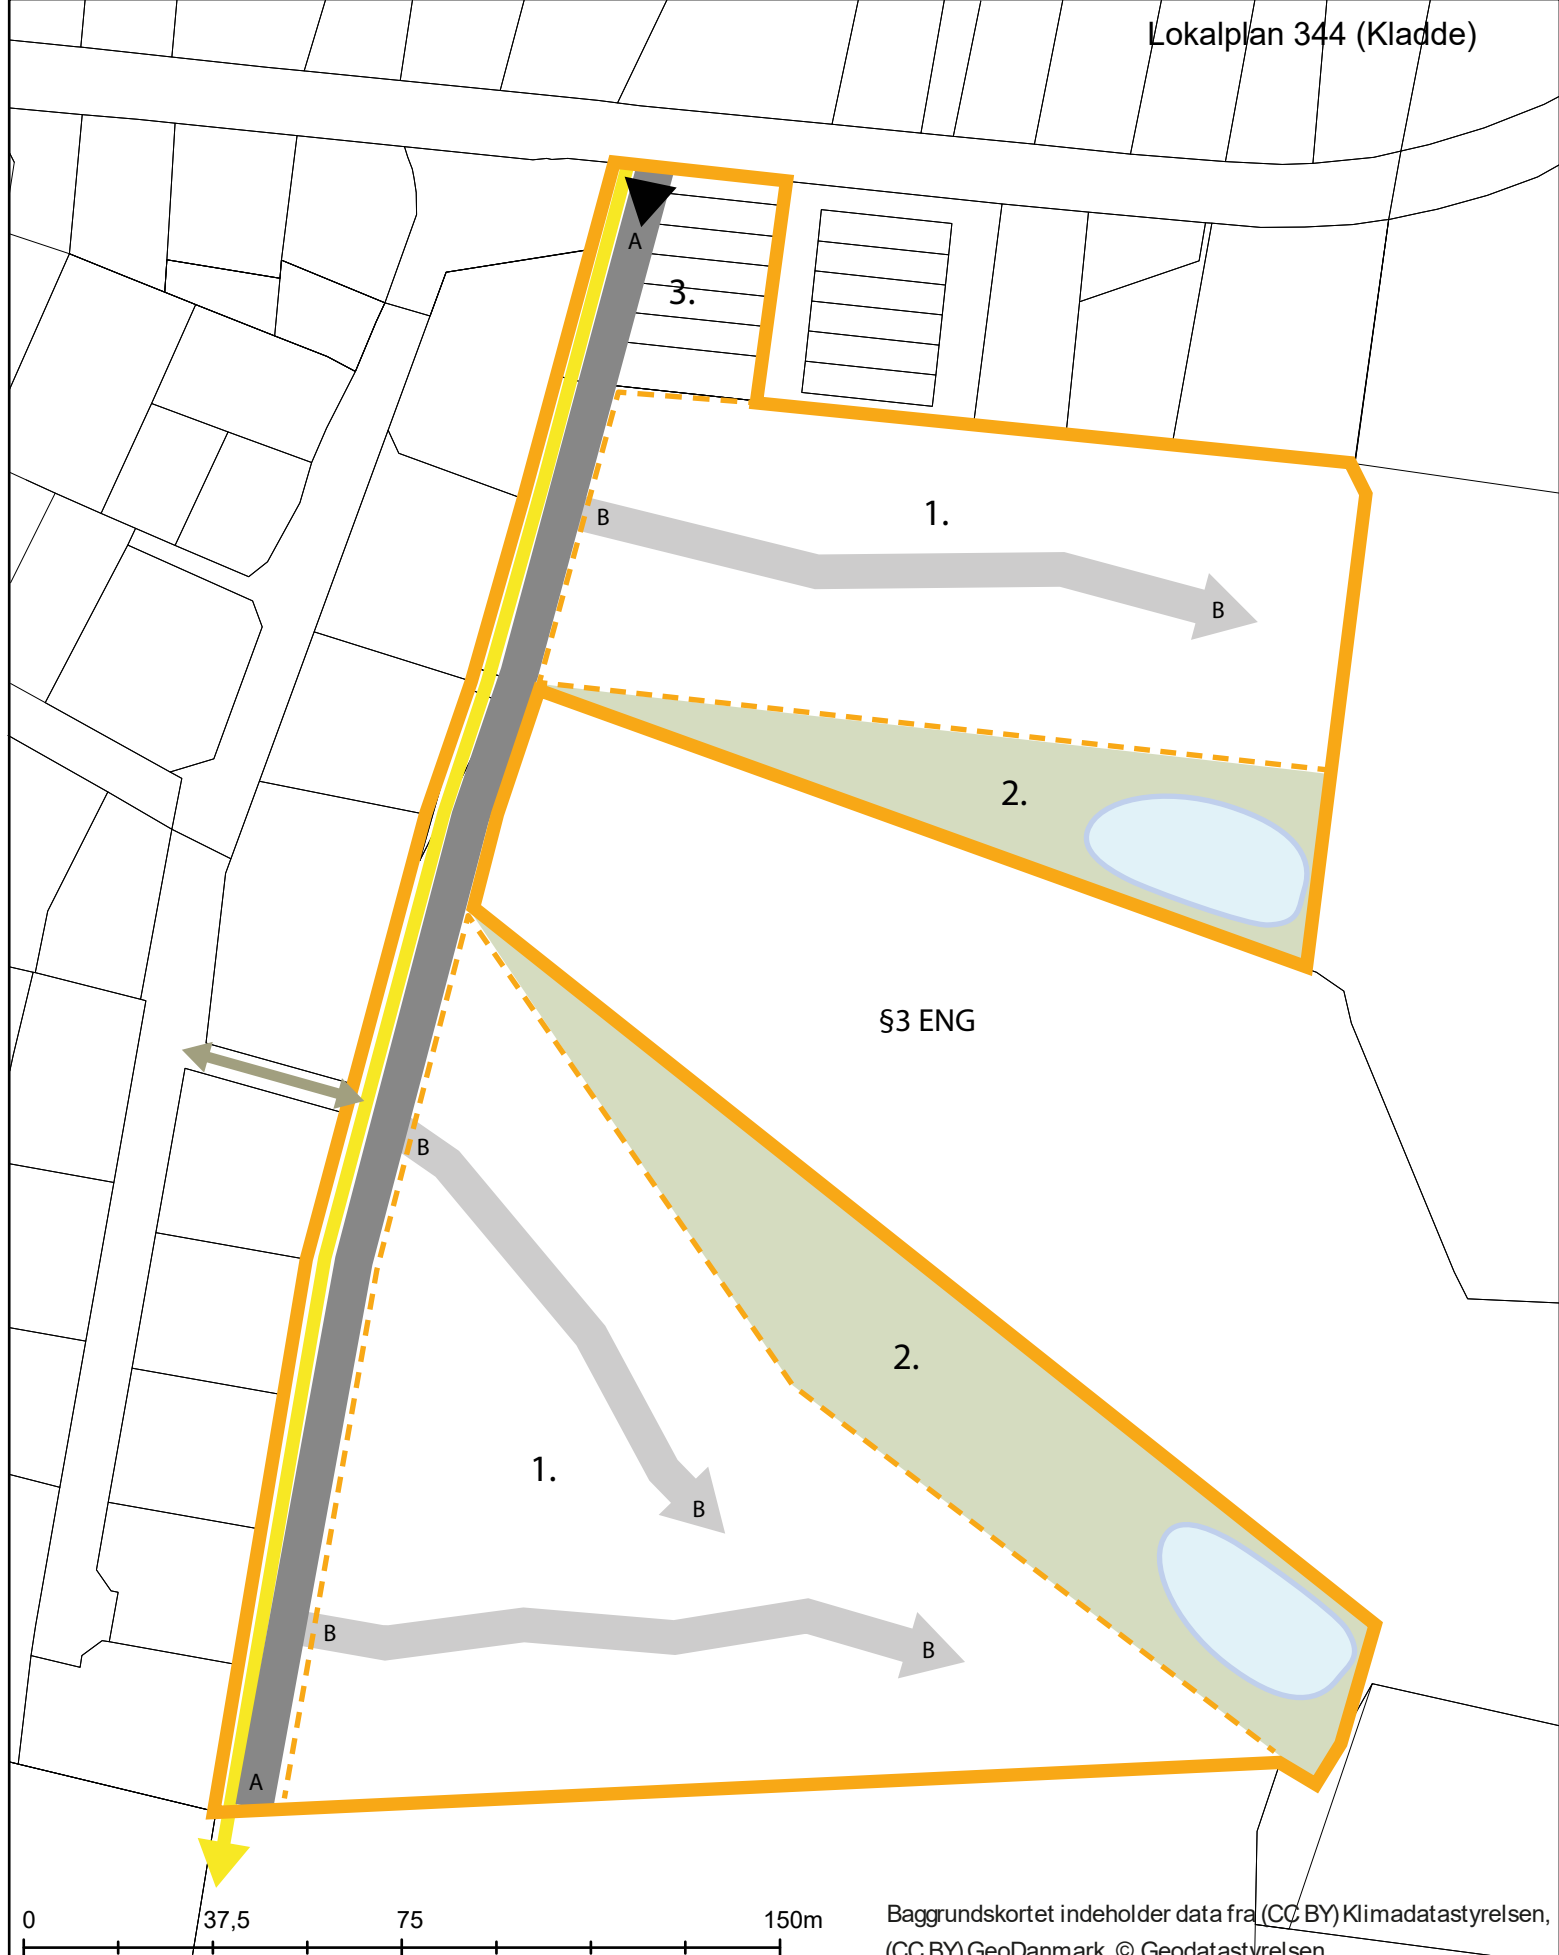 Lokalplan 344 (Kladde)
A
3.
B
1.
B
2.
§3 ENG
B
2.
1.
B
B
B
A
0 37,5 75 150m
Baggrundskortet indeholder data fra (CC BY) Klimadatastyrelsen,
(CC BY) GeoDanmark, © Geodatastyrelsen